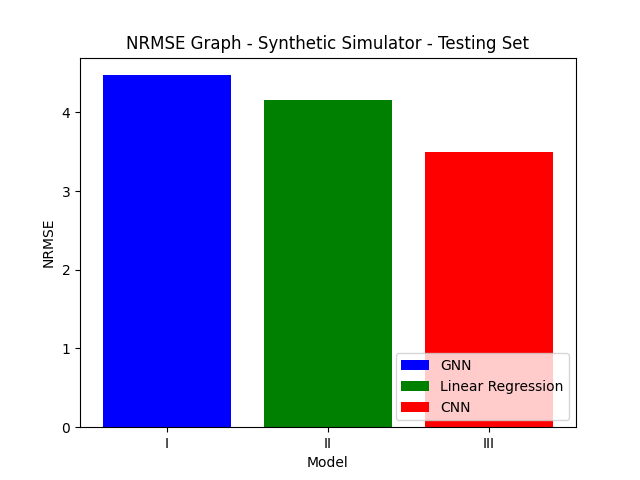 NRMSE Graph - Synthetic Simulator - Testing Set
NRMSE
4
3
2
1
0
I
II
III
Model
GNN
Linear Regression
CNN